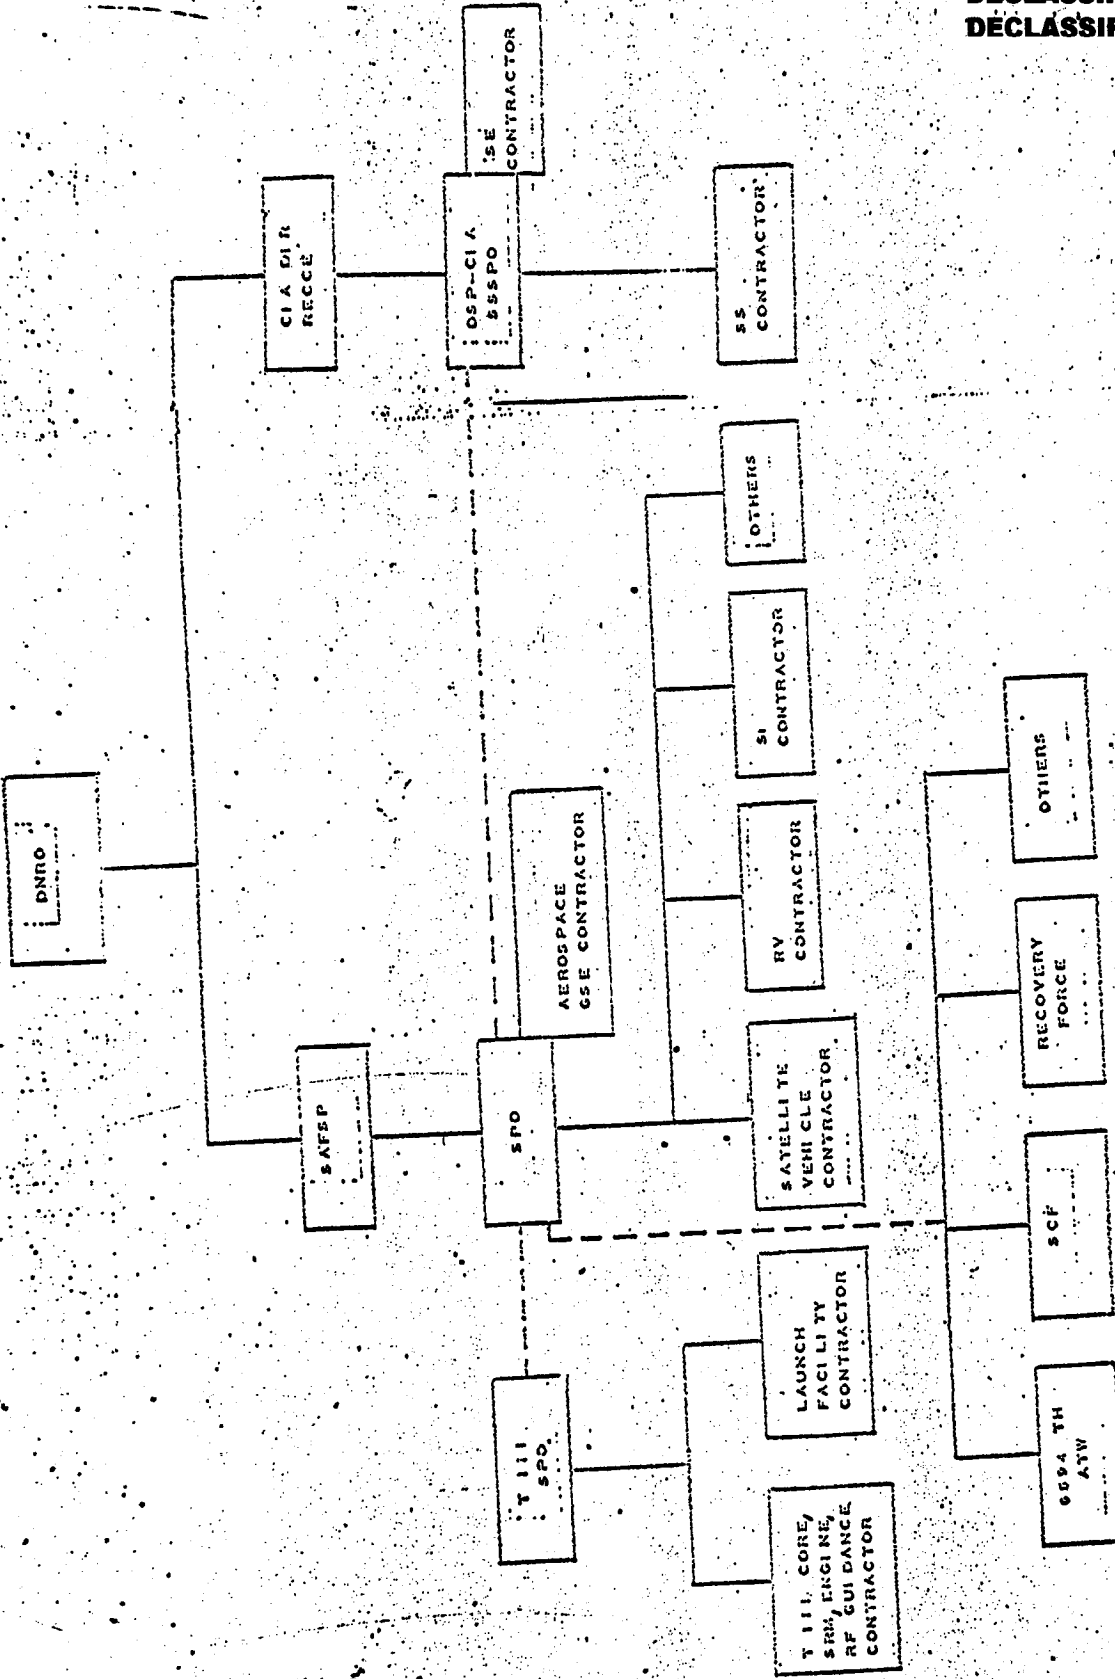 DECLASSIF
DNRO
SAFSP
CIA DIR
RECCE
T III
SPO
SPO
AEROSPACE
GSE CONTRACTOR
DSP-CIA
SSSPO
SE
CONTRACTOR
T III CORE,
SRM, ENGINE,
RF GUIDANCE
CONTRACTOR
LAUNCH
FACILITY
CONTRACTOR
SATELLITE
VEHICLE
CONTRACTOR
RV
CONTRACTOR
SI
CONTRACTOR
OTHERS
SS
CONTRACTOR
6594 TH
ATW
SCF
RECOVERY
FORCE
OTHERS